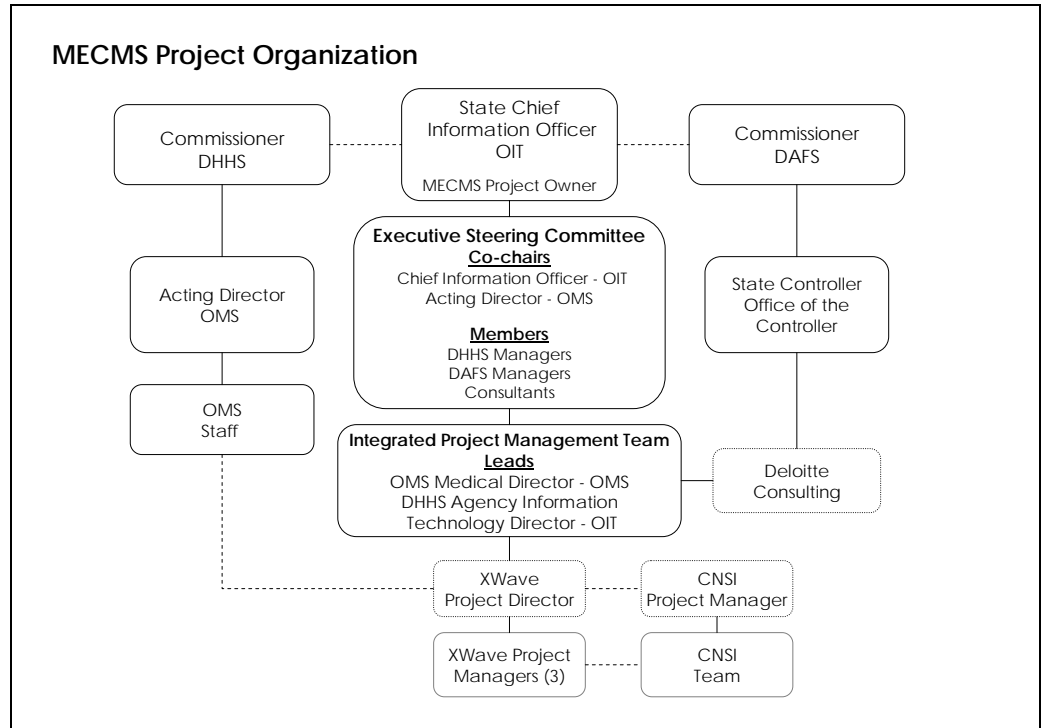 MECMS Project Organization
Commissioner
DHHS
State Chief
Information Officer
OIT
MECMS Project Owner
Commissioner
DAFS
Executive Steering Committee
Co-chairs
Chief Information Officer - OIT
Acting Director - OMS
Members
DHHS Managers
DAFS Managers
Consultants
Acting Director
OMS
State Controller
Office of the
Controller
OMS
Staff
Integrated Project Management Team
Leads
OMS Medical Director - OMS
DHHS Agency Information
Technology Director - OIT
Deloitte
Consulting
XWave
Project Director
CNSI
Project Manager
XWave Project
Managers (3)
CNSI
Team